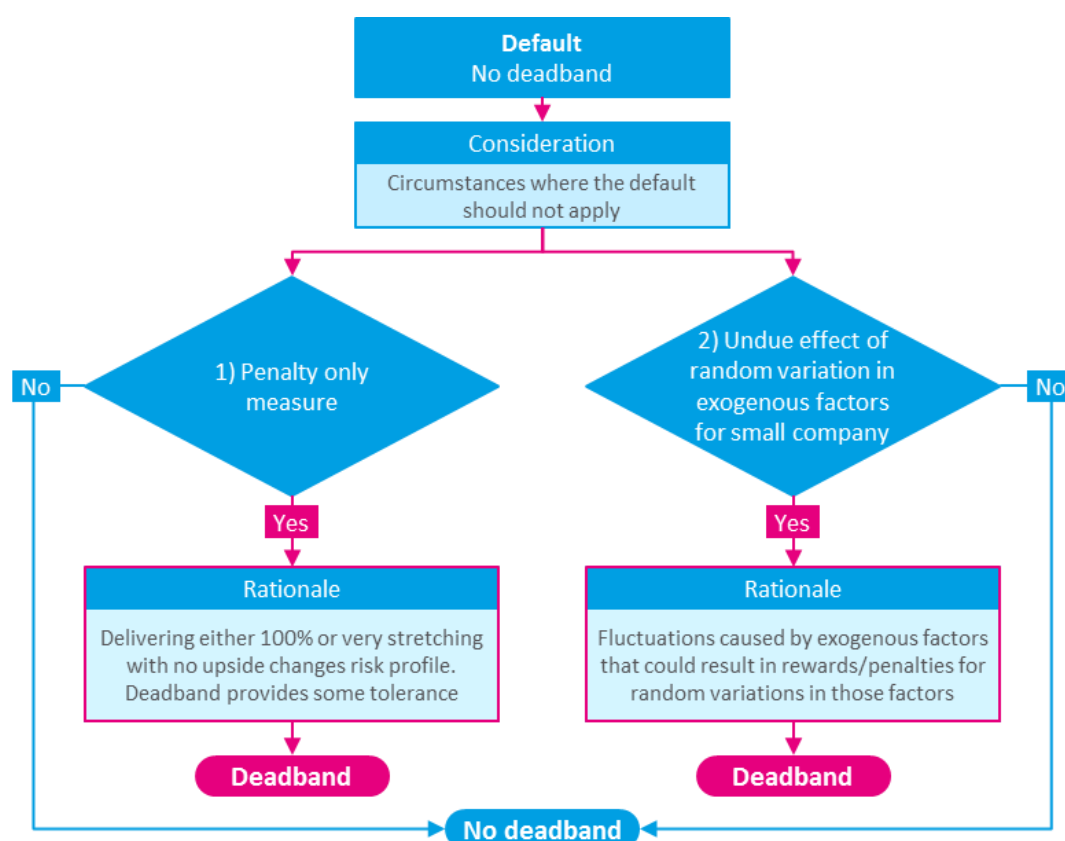 Default
No deadband
Consideration
Circumstances where the default
should not apply
1) Penalty only
measure
2) Undue effect of
random variation in
exogenous factors
for small company
No
No
Yes
Yes
Rationale
Delivering either 100% or very stretching
with no upside changes risk profile.
Deadband provides some tolerance
Rationale
Fluctuations caused by exogenous factors
that could result in rewards/penalties for
random variations in those factors
Deadband
Deadband
No deadband